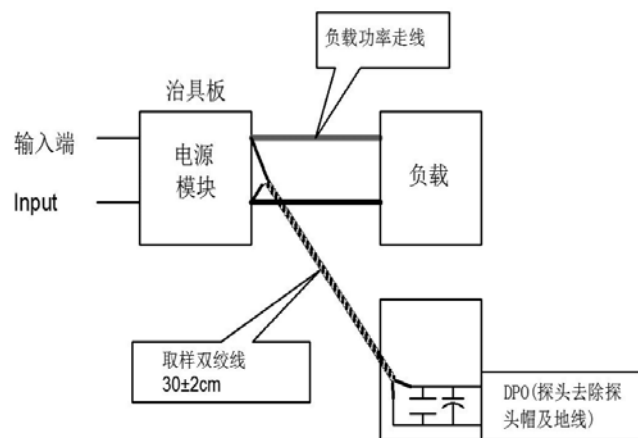 负载功率走线
治具板
输入端
Input
电源
模块
负载
取样双绞线
30±2cm
DPO(探头去除探
头帽及地线)